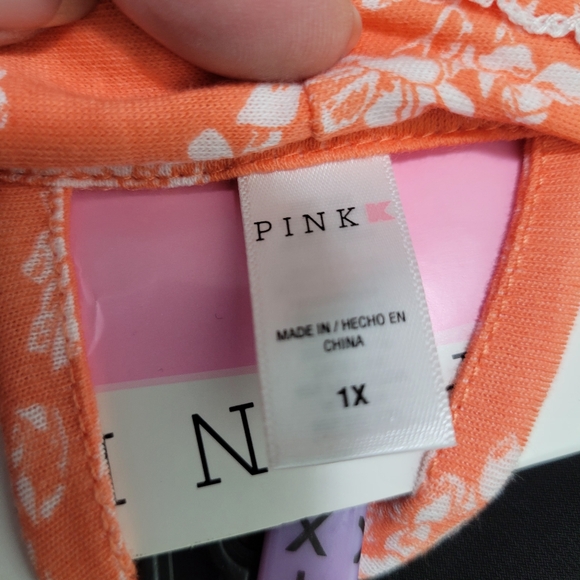 PINK
MADE IN / HECHO EN
CHINA
1X
N
X